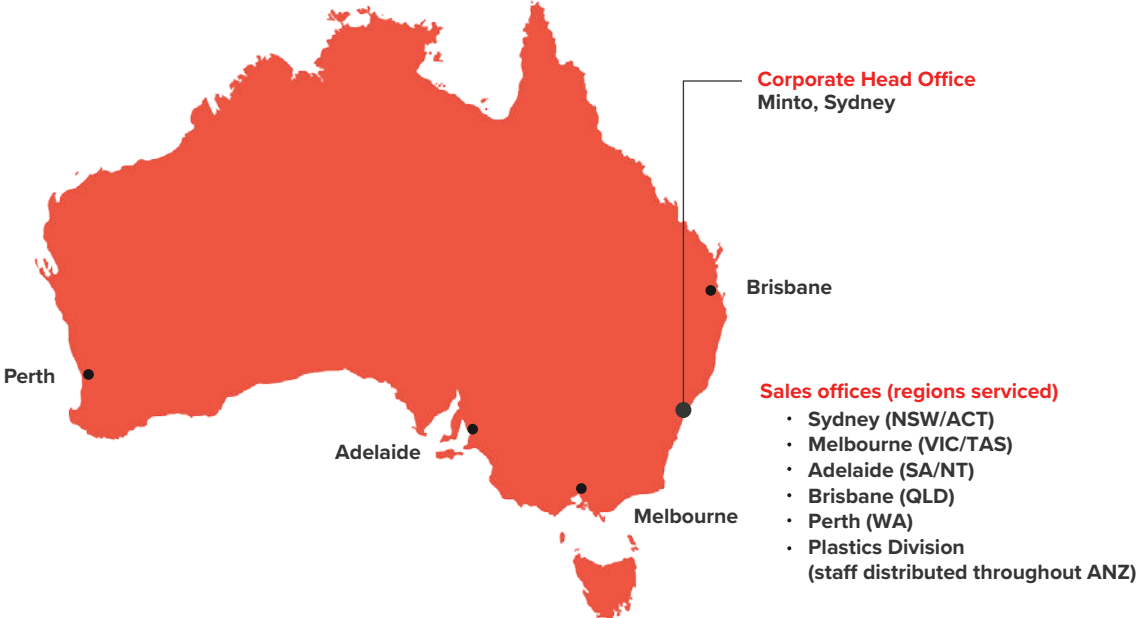 Corporate Head Office
Minto, Sydney
Brisbane
Perth
Adelaide
Melbourne
Sales offices (regions serviced)
· Sydney (NSW/ACT)
· Melbourne (VIC/TAS)
· Adelaide (SA/NT)
· Brisbane (QLD)
· Perth (WA)
· Plastics Division
(staff distributed throughout ANZ)